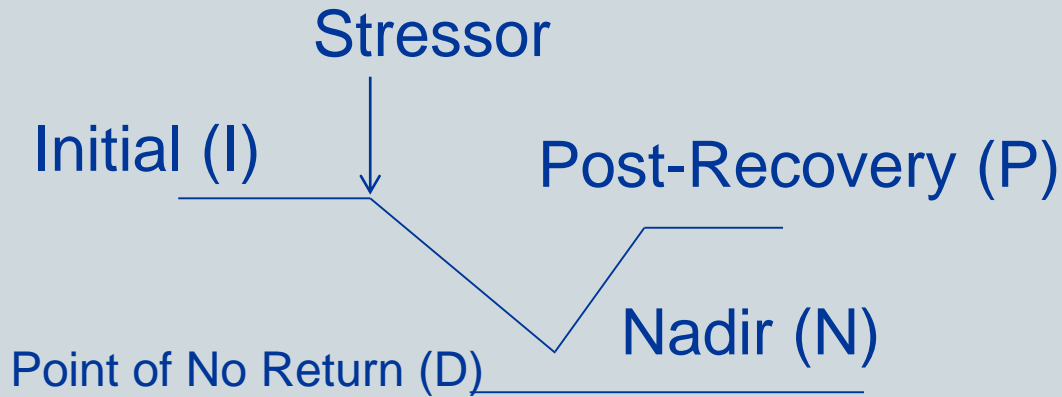 Stressor
Initial (I)
Post-Recovery (P)
Nadir (N)
Point of No Return (D)